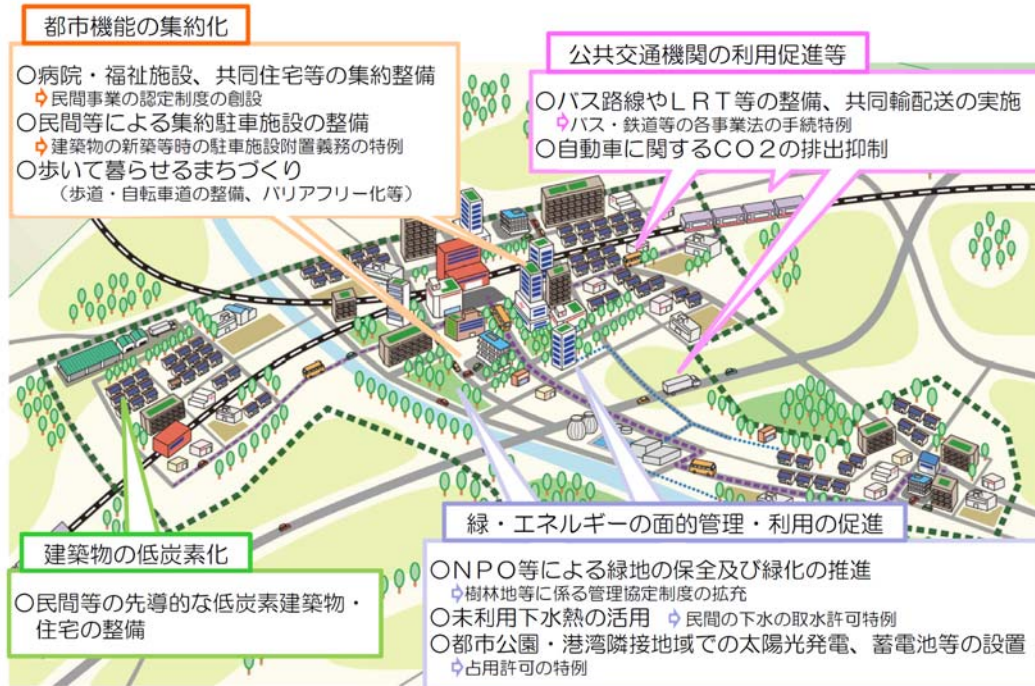 都市機能の集約化
○病院・福祉施設、共同住宅等の集約整備
⇨民間事業の認定制度の創設
○民間等による集約駐車施設の整備
⇨建築物の新築等時の駐車施設附置義務の特例
○歩いて暮らせるまちづくり
（歩道・自転車道の整備、バリアフリー化等）
公共交通機関の利用促進等
○バス路線やＬＲＴ等の整備、共同輸配送の実施
⇨バス・鉄道等の各事業法の手続特例
○自動車に関するＣＯ２の排出抑制
建築物の低炭素化
○民間等の先導的な低炭素建築物・
住宅の整備
緑・エネルギーの面的管理・利用の促進
○ＮＰＯ等による緑地の保全及び緑化の推進
⇨樹林地等に係る管理協定制度の拡充
○未利用下水熱の活用 ⇨民間の下水の取水許可特例
○都市公園・港湾隣接地域での太陽光発電、蓄電池等の設置
⇨占用許可の特例